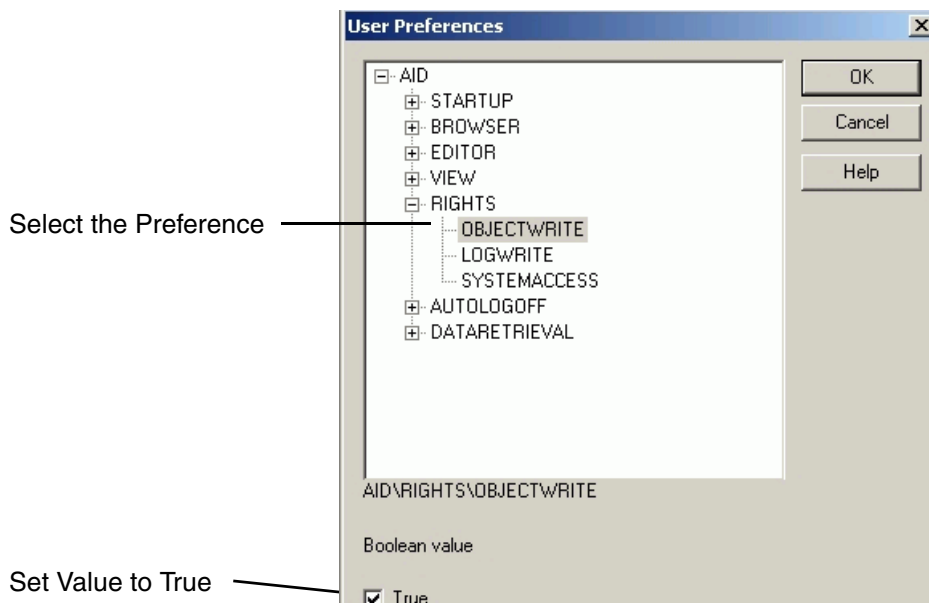 User Preferences
AID
STARTUP
BROWSER
EDITOR
VIEW
RIGHTS
OBJECTWRITE
LOGWRITE
SYSTEMACCESS
AUTOLOGOFF
DATARETRIEVAL
OK
Cancel
Help
Select the Preference
AID\RIGHTS\OBJECTWRITE
Boolean value
Set Value to True
True